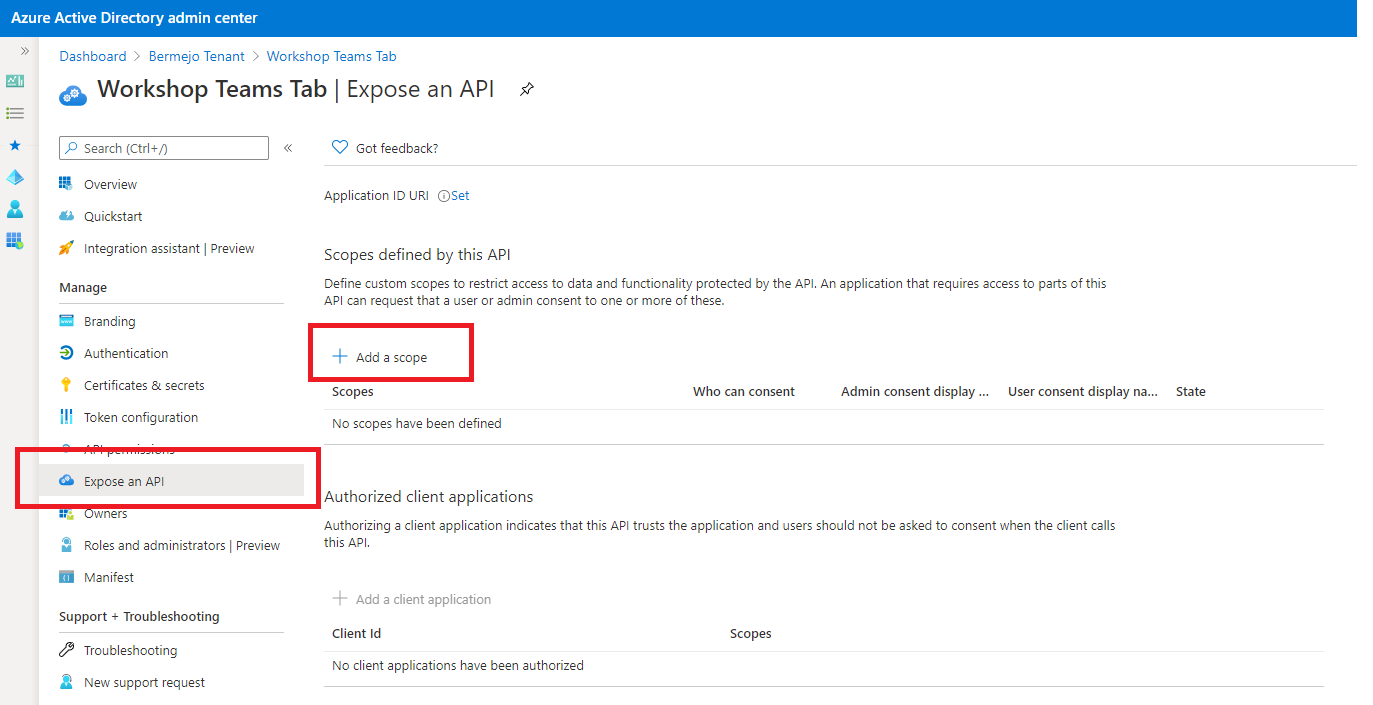 Azure Active Directory admin center
Dashboard > Bermejo Tenant > Workshop Teams Tab
Workshop Teams Tab | Expose an API
Search (Ctrl+/)
«
Overview
Quickstart
Integration assistant | Preview
Manage
Branding
Authentication
Certificates & secrets
Token configuration
API permissions
Expose an API
Owners
Roles and administrators | Preview
Manifest
Support + Troubleshooting
Troubleshooting
New support request
Got feedback?
Application ID URI Set
Scopes defined by this API
Define custom scopes to restrict access to data and functionality protected by the API. An application that requires access to parts of this
API can request that a user or admin consent to one or more of these.
Add a scope
Scopes Who can consent Admin consent display ... User consent display na... State
No scopes have been defined
Authorized client applications
Authorizing a client application indicates that this API trusts the application and users should not be asked to consent when the client calls
this API.
Add a client application
Client Id Scopes
No client applications have been authorized